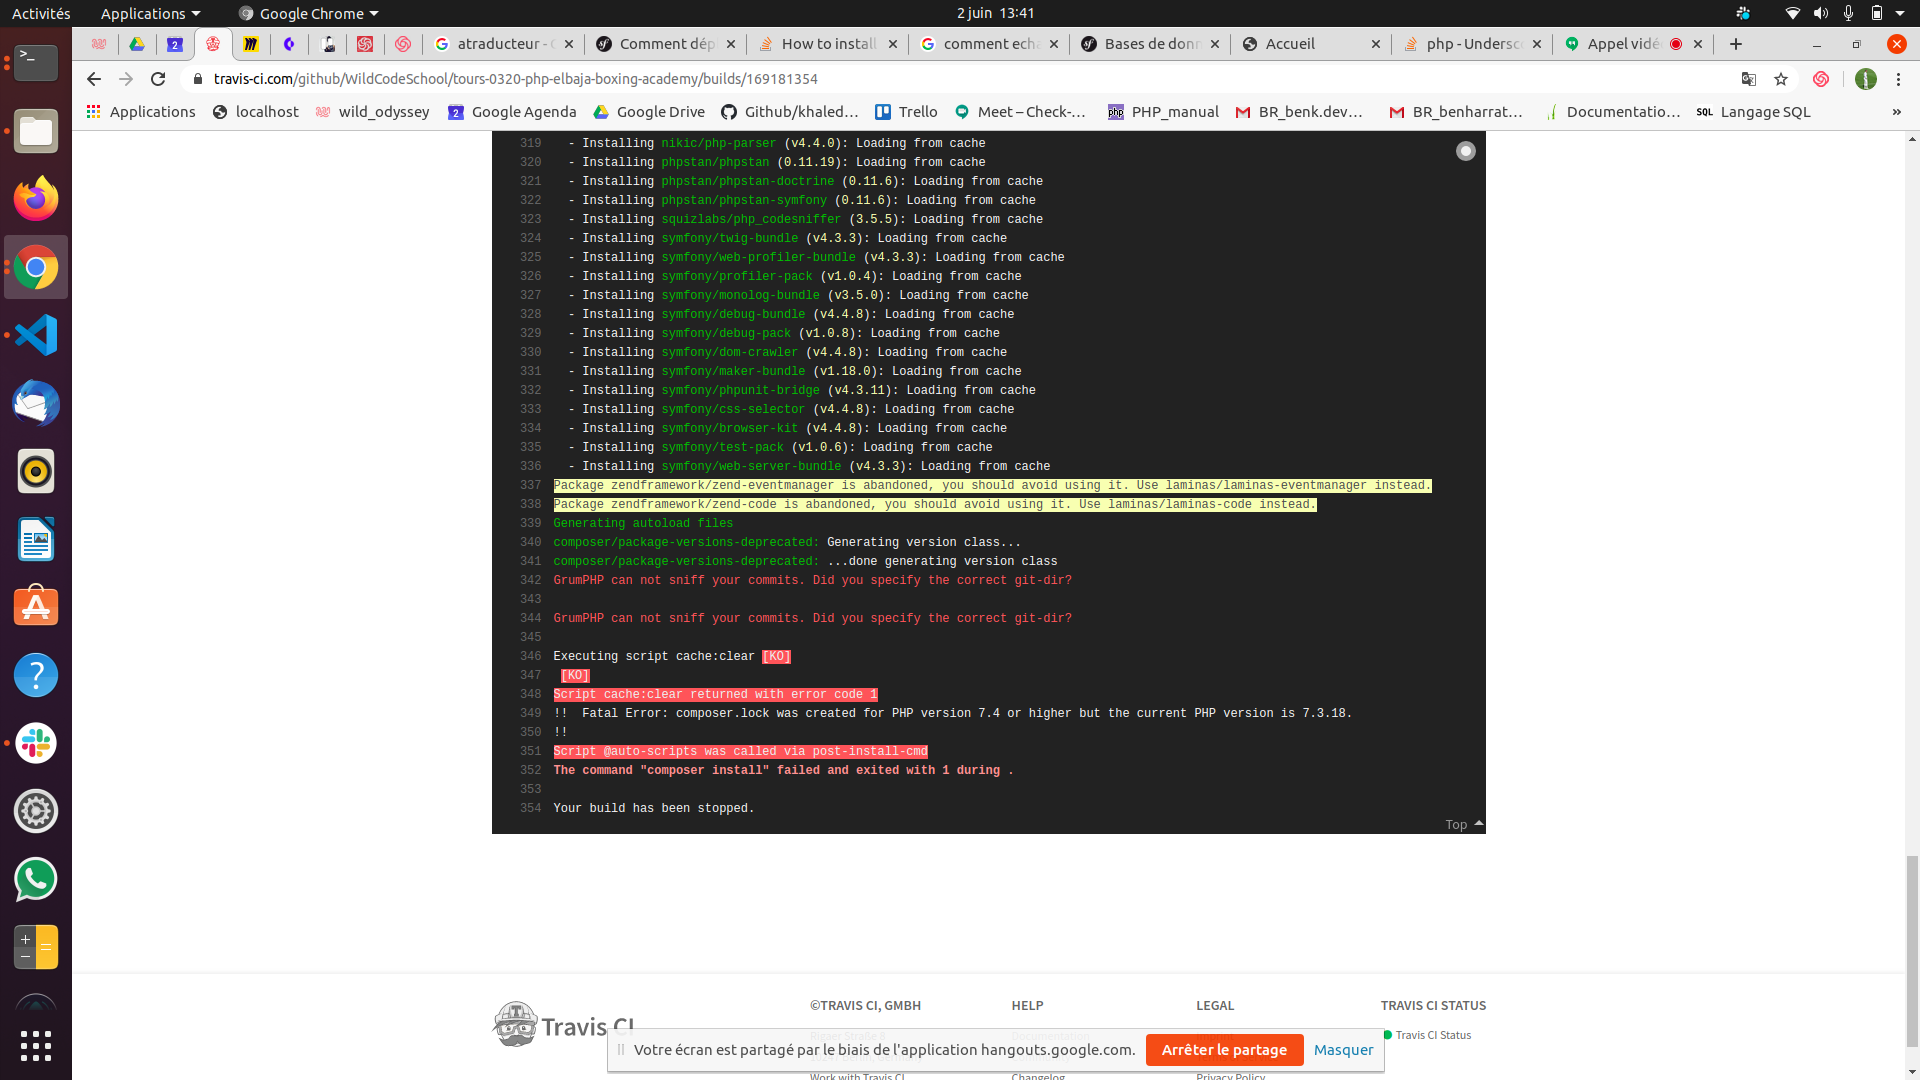 Activités
Applications
Google Chrome
2 juin 13:41
atraducteur - G
Comment dép
How to install
comment echa
Bases de donn
Accueil
php - Undersco
Appel vidé
travis-ci.com/github/WildCodeSchool/tours-0320-php-elbaja-boxing-academy/builds/169181354
Applications
localhost
wild_odyssey
Google Agenda
Google Drive
Github/khaled…
Trello
Meet – Check-…
PHP_manual
BR_benk.dev…
BR_benharrat…
Documentatio…
SQL Langage SQL
»
319 - Installing nikic/php-parser (v4.4.0): Loading from cache
320 - Installing phpstan/phpstan (0.11.19): Loading from cache
321 - Installing phpstan/phpstan-doctrine (0.11.6): Loading from cache
322 - Installing phpstan/phpstan-symfony (0.11.6): Loading from cache
323 - Installing squizlabs/php_codesniffer (3.5.5): Loading from cache
324 - Installing symfony/twig-bundle (v4.3.3): Loading from cache
325 - Installing symfony/web-profiler-bundle (v4.3.3): Loading from cache
326 - Installing symfony/profiler-pack (v1.0.4): Loading from cache
327 - Installing symfony/monolog-bundle (v3.5.0): Loading from cache
328 - Installing symfony/debug-bundle (v4.4.8): Loading from cache
329 - Installing symfony/debug-pack (v1.0.8): Loading from cache
330 - Installing symfony/dom-crawler (v4.4.8): Loading from cache
331 - Installing symfony/maker-bundle (v1.18.0): Loading from cache
332 - Installing symfony/phpunit-bridge (v4.3.11): Loading from cache
333 - Installing symfony/css-selector (v4.4.8): Loading from cache
334 - Installing symfony/browser-kit (v4.4.8): Loading from cache
335 - Installing symfony/test-pack (v1.0.6): Loading from cache
336 - Installing symfony/web-server-bundle (v4.3.3): Loading from cache
337 Package zendframework/zend-eventmanager is abandoned, you should avoid using it. Use laminas/laminas-eventmanager instead.
338 Package zendframework/zend-code is abandoned, you should avoid using it. Use laminas/laminas-code instead.
339 Generating autoload files
340 composer/package-versions-deprecated: Generating version class...
341 composer/package-versions-deprecated: ...done generating version class
342 GrumPHP can not sniff your commits. Did you specify the correct git-dir?
343
344 GrumPHP can not sniff your commits. Did you specify the correct git-dir?
345
346 Executing script cache:clear [KO]
347 [KO]
348 Script cache:clear returned with error code 1
349 !! Fatal Error: composer.lock was created for PHP version 7.4 or higher but the current PHP version is 7.3.18.
350 !!
351 Script @auto-scripts was called via post-install-cmd
352 The command "composer install" failed and exited with 1 during .
353
354 Your build has been stopped.
Top
Travis CI
©TRAVIS CI, GMBH
HELP
LEGAL
TRAVIS CI STATUS
Travis CI Status
Votre écran est partagé par le biais de l'application hangouts.google.com.
Arrêter le partage
Masquer
Work with Travis CI
Changelog
Privacy Policy